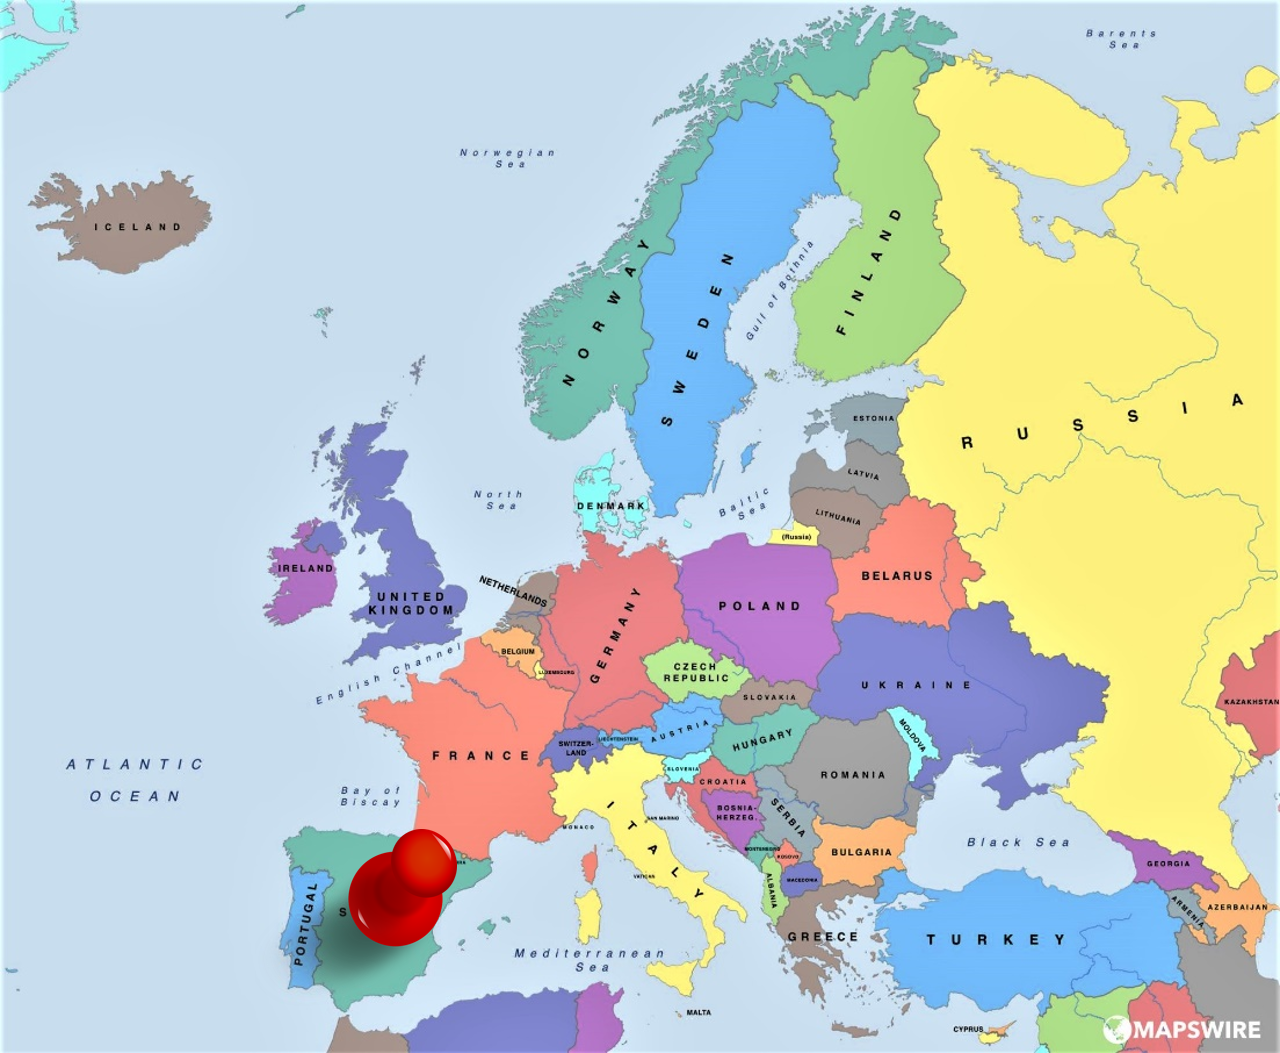 Barents
Sea
Norwegian
Sea
ICELAND
NORWAY
SWEDEN
FINLAND
Gulf of Bothnia
RUSSIA
ESTONIA
LATVIA
LITHUANIA
(Russia)
North
Sea
Baltic
Sea
DENMARK
IRELAND
UNITED
KINGDOM
NETHERLANDS
BELGIUM
LUXEMBOURG
GERMANY
POLAND
BELARUS
English Channel
CZECH
REPUBLIC
SLOVAKIA
UKRAINE
KAZAKHSTAN
FRANCE
SWITZER-
LAND
LIECHTENSTEIN
AUSTRIA
HUNGARY
MOLDOVA
ATLANTIC
OCEAN
Bay of
Biscay
SLOVENIA
CROATIA
ROMANIA
BOSNIA-
HERZEG.
SERBIA
ITALY
SAN MARINO
MONACO
VATICAN
MONTENEGRO
KOSOVO
BULGARIA
Black Sea
GEORGIA
ARMENIA
AZERBAIJAN
ALBANIA
MACEDONIA
PORTUGAL
S
GREECE
TURKEY
Mediterranean
Sea
MALTA
CYPRUS
MAPSWIRE